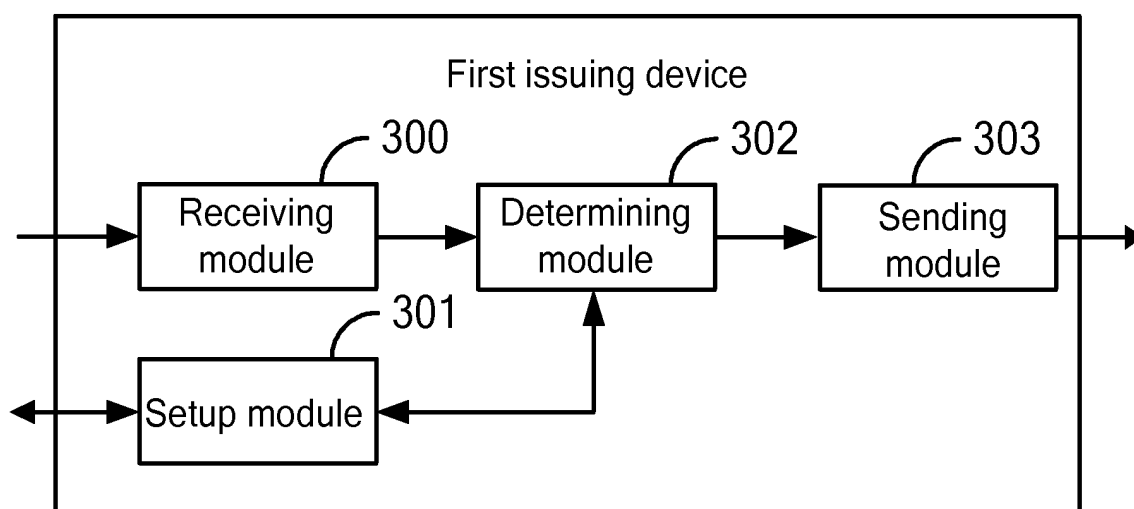 First issuing device
300
302
303
Receiving
module
Determining
module
Sending
module
301
Setup module